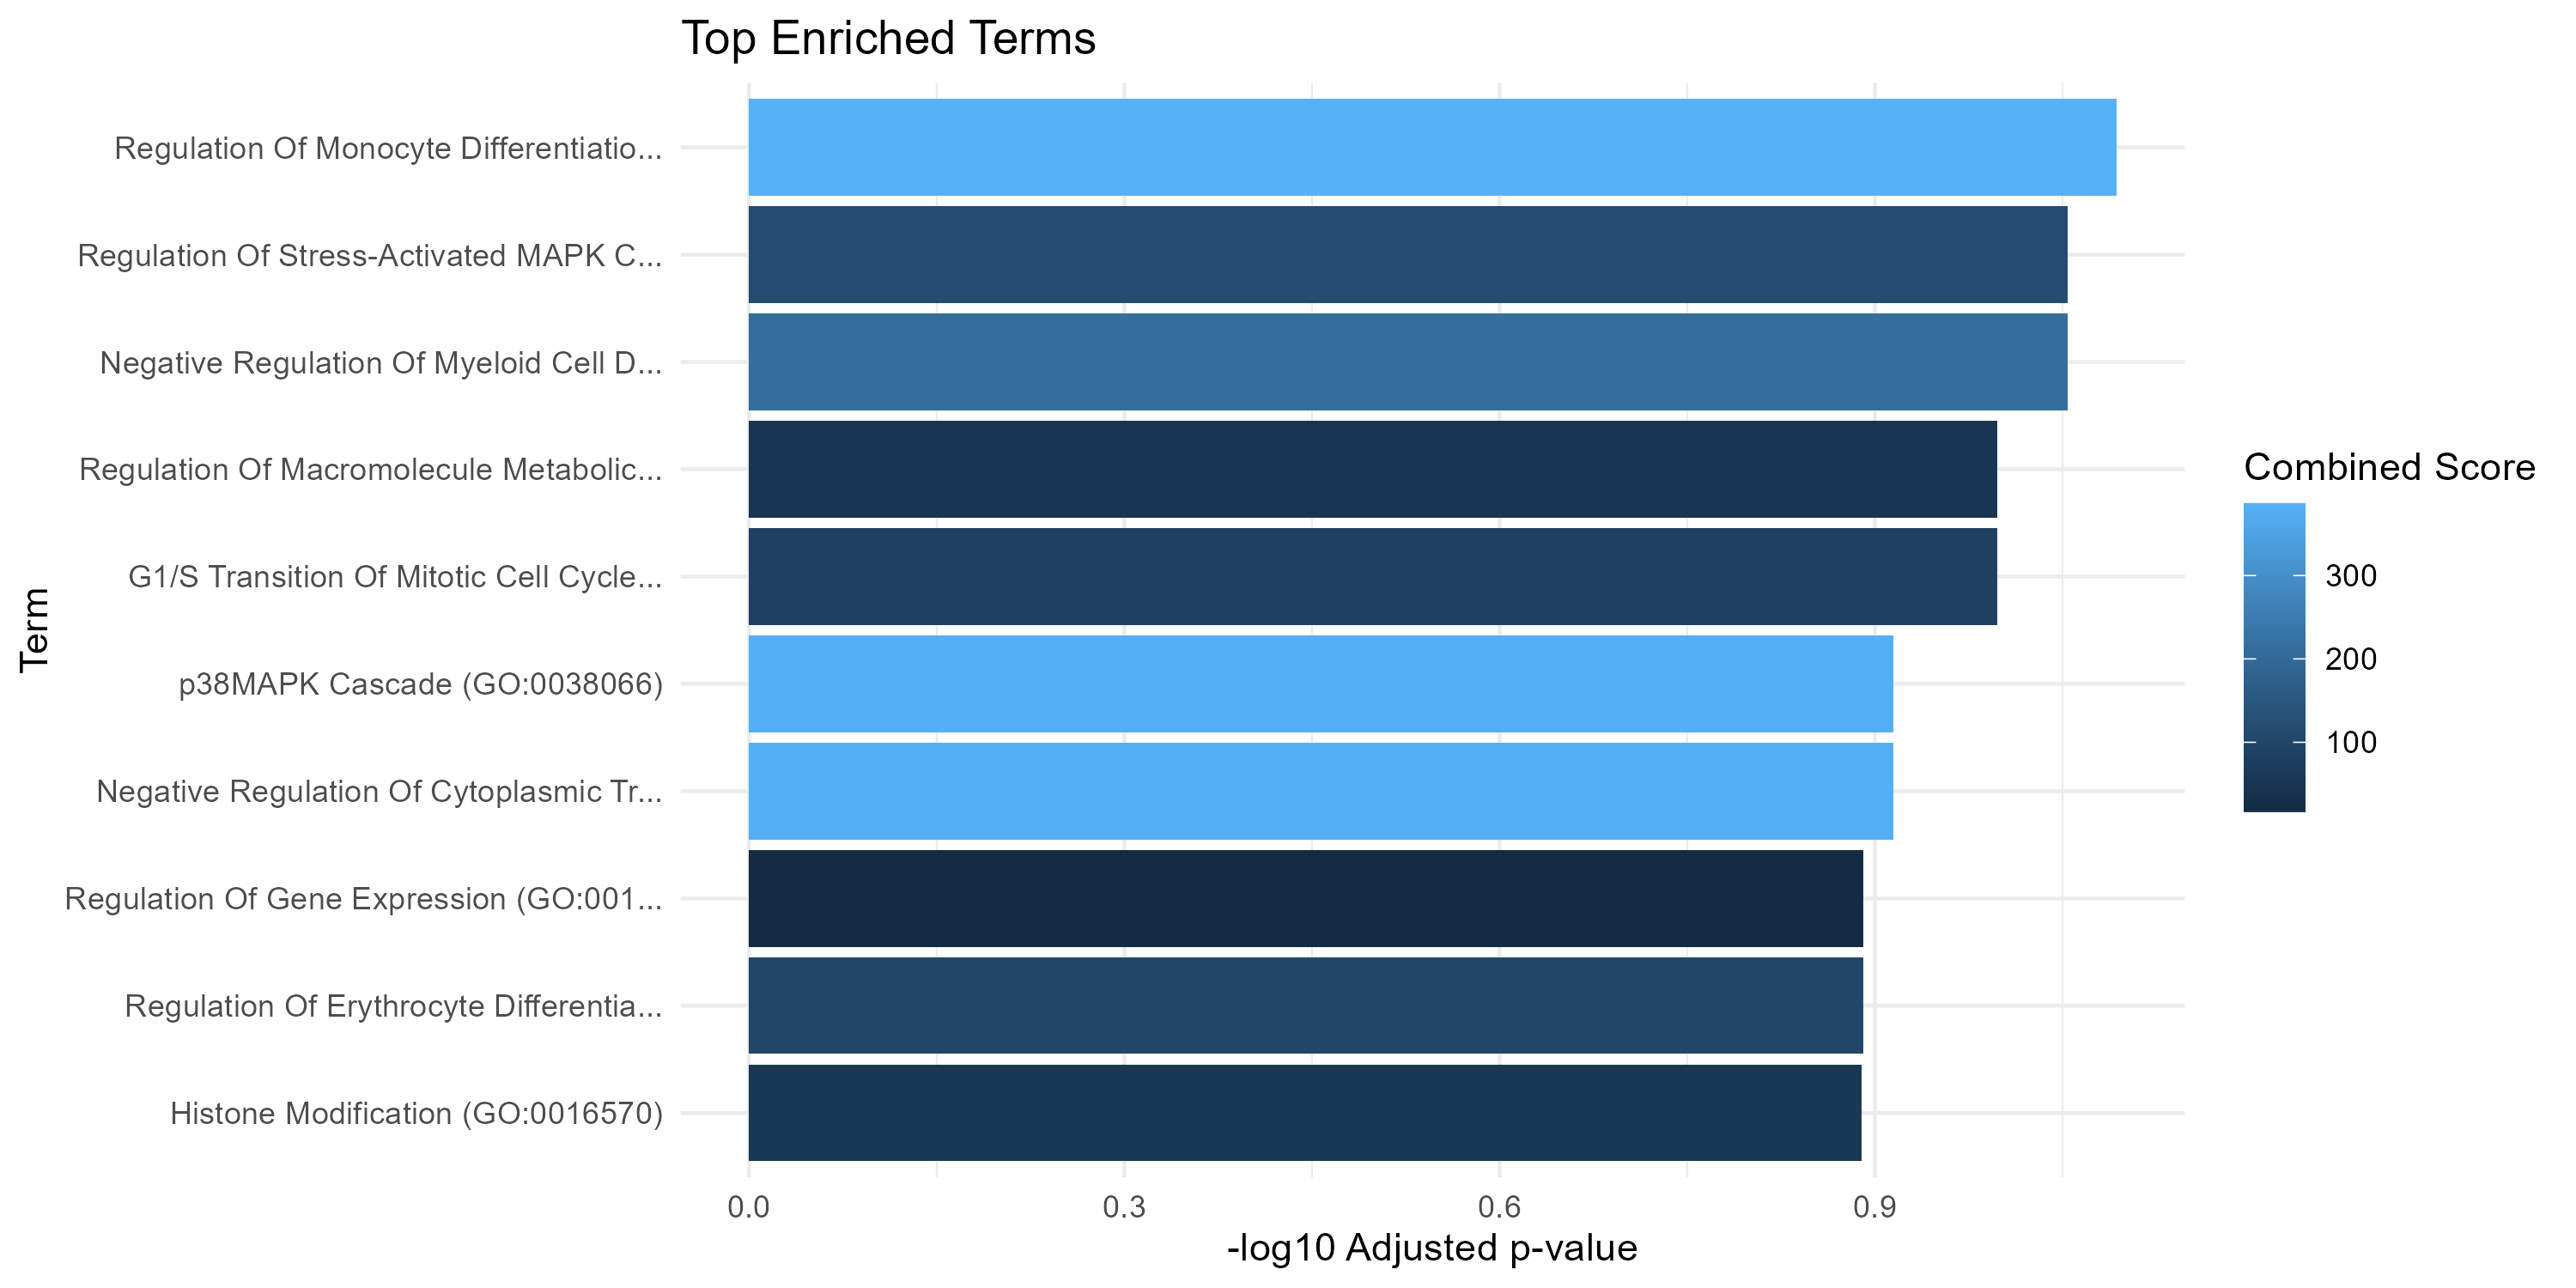 Top Enriched Terms
Regulation Of Monocyte Differentiatio...
Regulation Of Stress-Activated MAPK C...
Negative Regulation Of Myeloid Cell D...
Regulation Of Macromolecule Metabolic...
G1/S Transition Of Mitotic Cell Cycle...
p38MAPK Cascade (GO:0038066)
Negative Regulation Of Cytoplasmic Tr...
Regulation Of Gene Expression (GO:001...
Regulation Of Erythrocyte Differentia...
Histone Modification (GO:0016570)
Term
0.0 0.3 0.6 0.9
-log10 Adjusted p-value
Combined Score
300
200
100